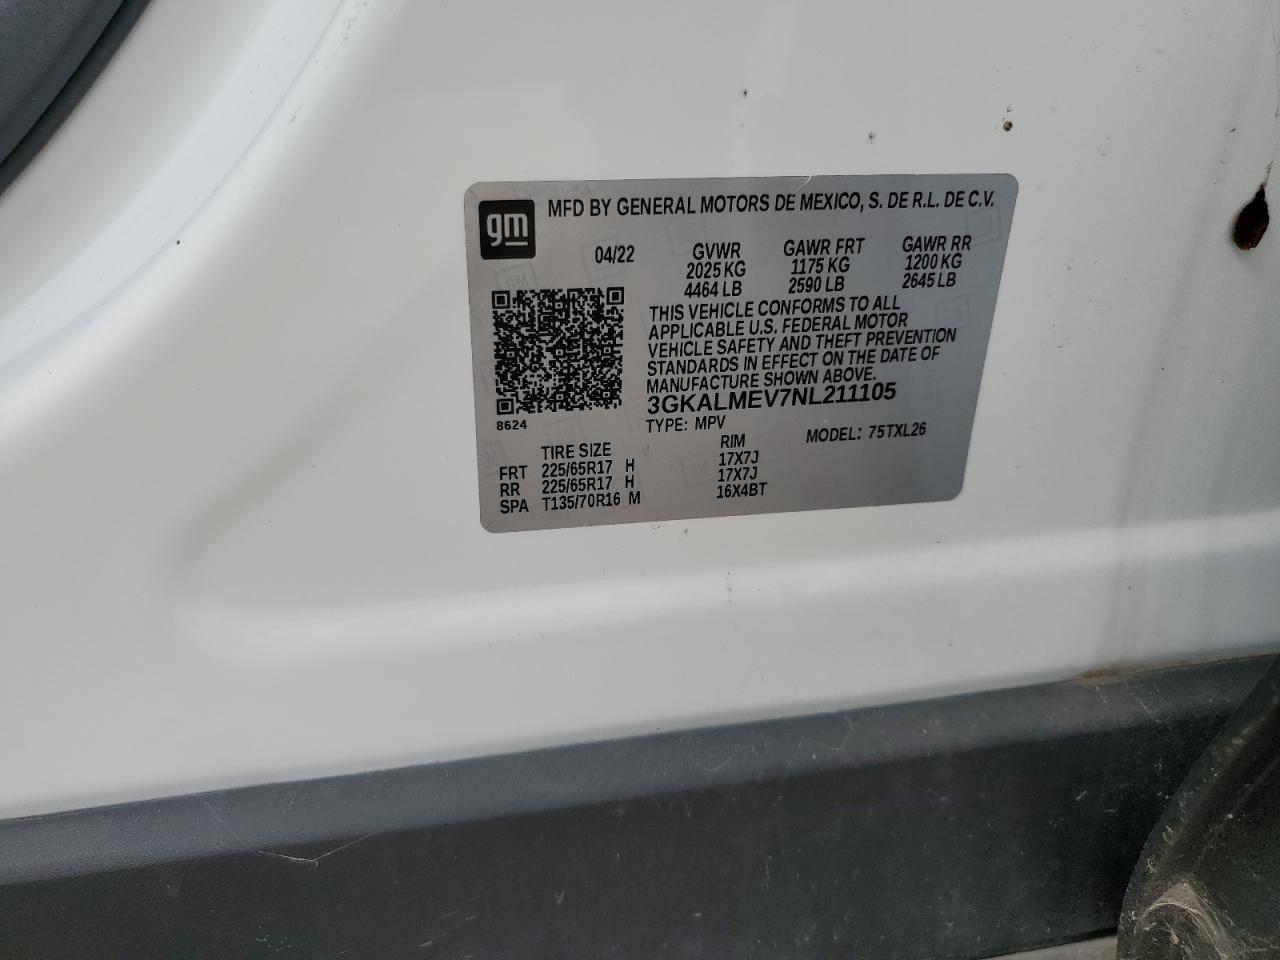 gm
MFD BY GENERAL MOTORS DE MEXICO, S. DE R.L. DE C.V.
04/22 GVWR GAWR FRT GAWR RR
2025 KG 1175 KG 1200 KG
4464 LB 2590 LB 2645 LB
THIS VEHICLE CONFORMS TO ALL
APPLICABLE U.S. FEDERAL MOTOR
VEHICLE SAFETY AND THEFT PREVENTION
STANDARDS IN EFFECT ON THE DATE OF
MANUFACTURE SHOWN ABOVE.
3GKALMEV7NL211105
8624
TYPE: MPV MODEL: 75TXL26
TIRE SIZE RIM
FRT 225/65R17 H 17X7J
RR 225/65R17 H 17X7J
SPA T135/70R16 M 16X4BT